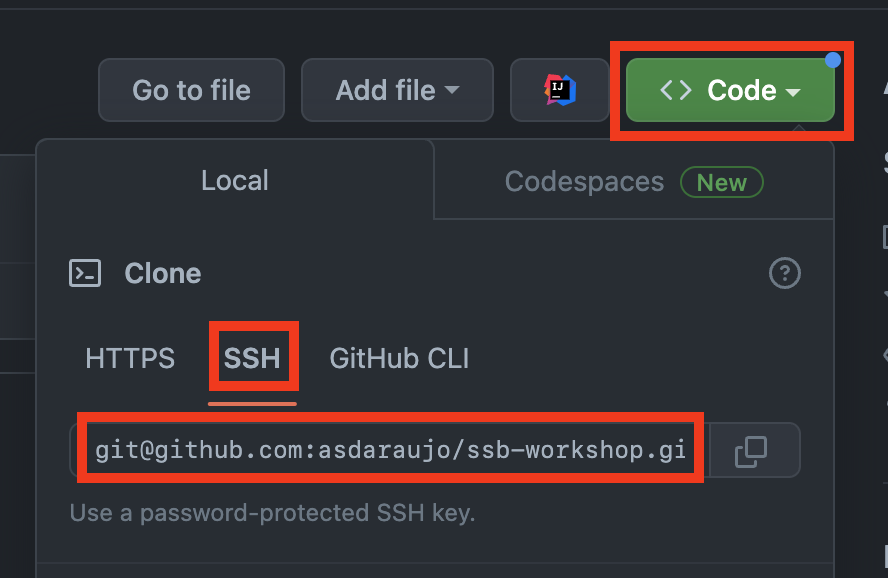 Go to file Add file IJ <> Code
Local Codespaces New
>_ Clone ?
HTTPS SSH GitHub CLI
git@github.com:asdaraujo/ssb-workshop.gi
Use a password-protected SSH key.